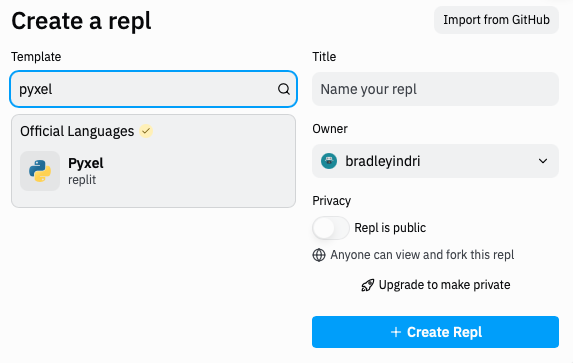 Create a repl
Import from GitHub
Template
pyxel
Official Languages
Pyxel
replit
Title
Name your repl
Owner
bradleyindri
Privacy
Repl is public
Anyone can view and fork this repl
Upgrade to make private
+ Create Repl